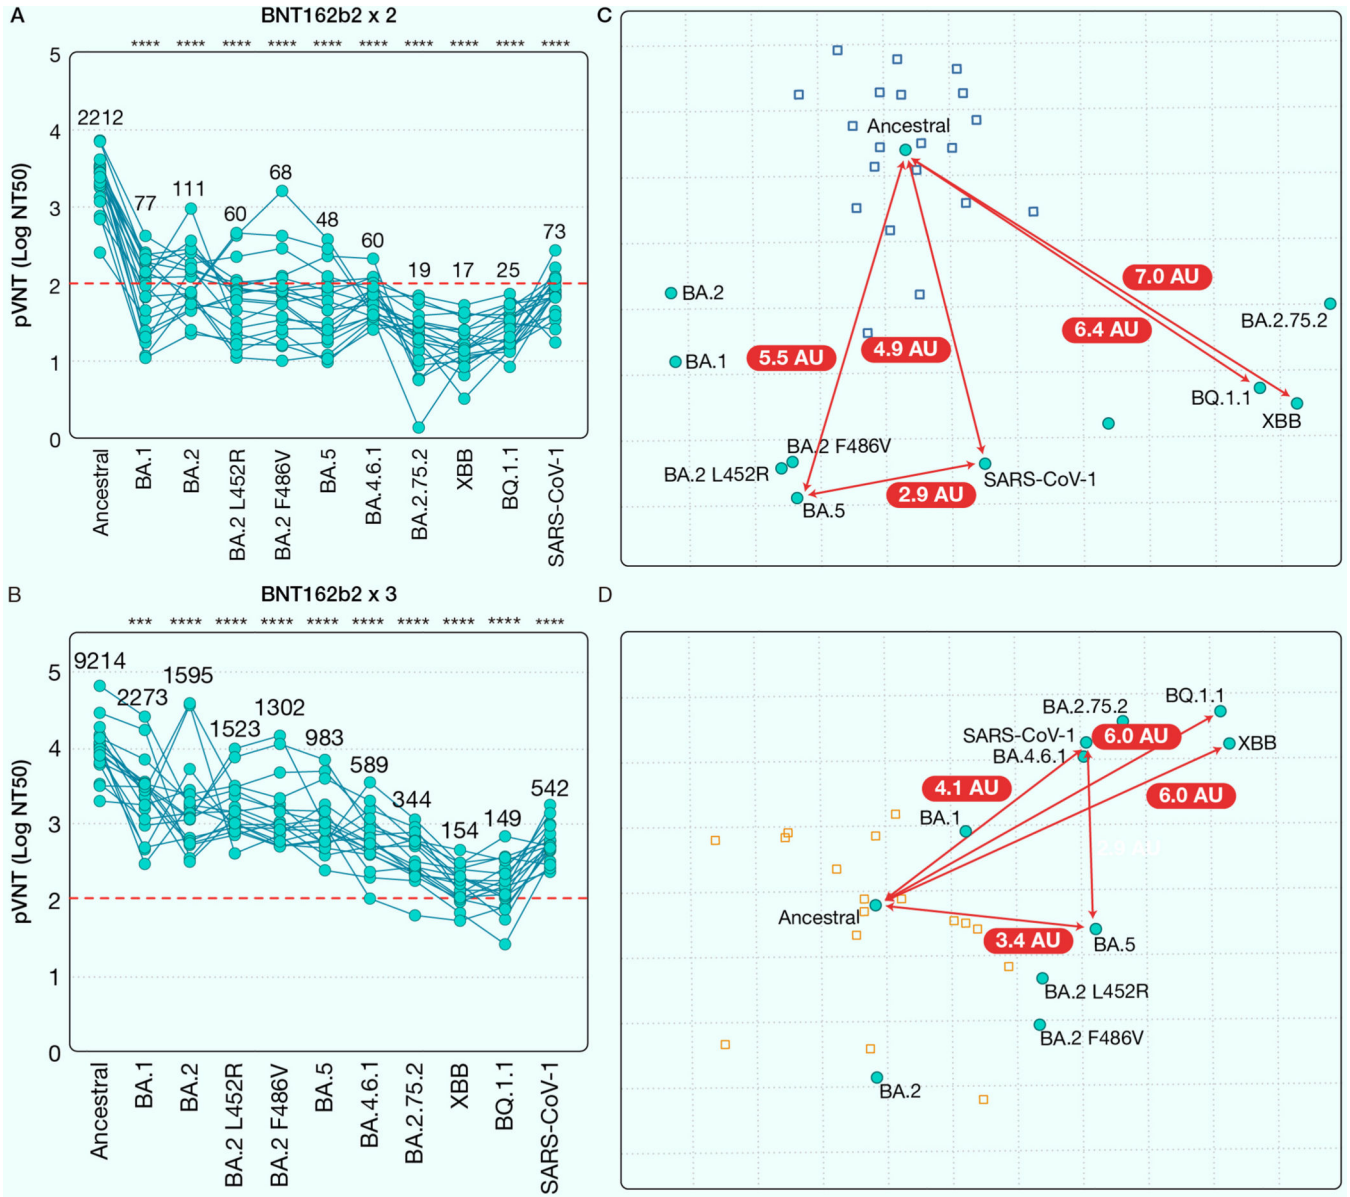 A
BNT162b2 x 2
**** **** **** **** **** **** **** **** **** ****
pVNT (Log NT50)
5
4
3
2
1
0
2212
77
111
60
68
48
60
19
17
25
73
Ancestral
BA.1
BA.2
BA.2 L452R
BA.2 F486V
BA.5
BA.4.6.1
BA.2.75.2
XBB
BQ.1.1
SARS-CoV-1
C
Ancestral
BA.2
BA.1
7.0 AU
6.4 AU
BA.2.75.2
5.5 AU
4.9 AU
BQ.1.1
XBB
BA.2 F486V
BA.2 L452R
SARS-CoV-1
2.9 AU
BA.5
B
BNT162b2 x 3
*** **** **** **** **** **** **** **** **** ****
pVNT (Log NT50)
5
4
3
2
1
0
9214
2273
1595
1523
1302
983
589
344
154
149
542
Ancestral
BA.1
BA.2
BA.2 L452R
BA.2 F486V
BA.5
BA.4.6.1
BA.2.75.2
XBB
BQ.1.1
SARS-CoV-1
D
BQ.1.1
BA.2.75.2
SARS-CoV-1
6.0 AU
XBB
BA.4.6.1
4.1 AU
6.0 AU
BA.1
Ancestral
3.4 AU
BA.5
BA.2 L452R
BA.2 F486V
BA.2